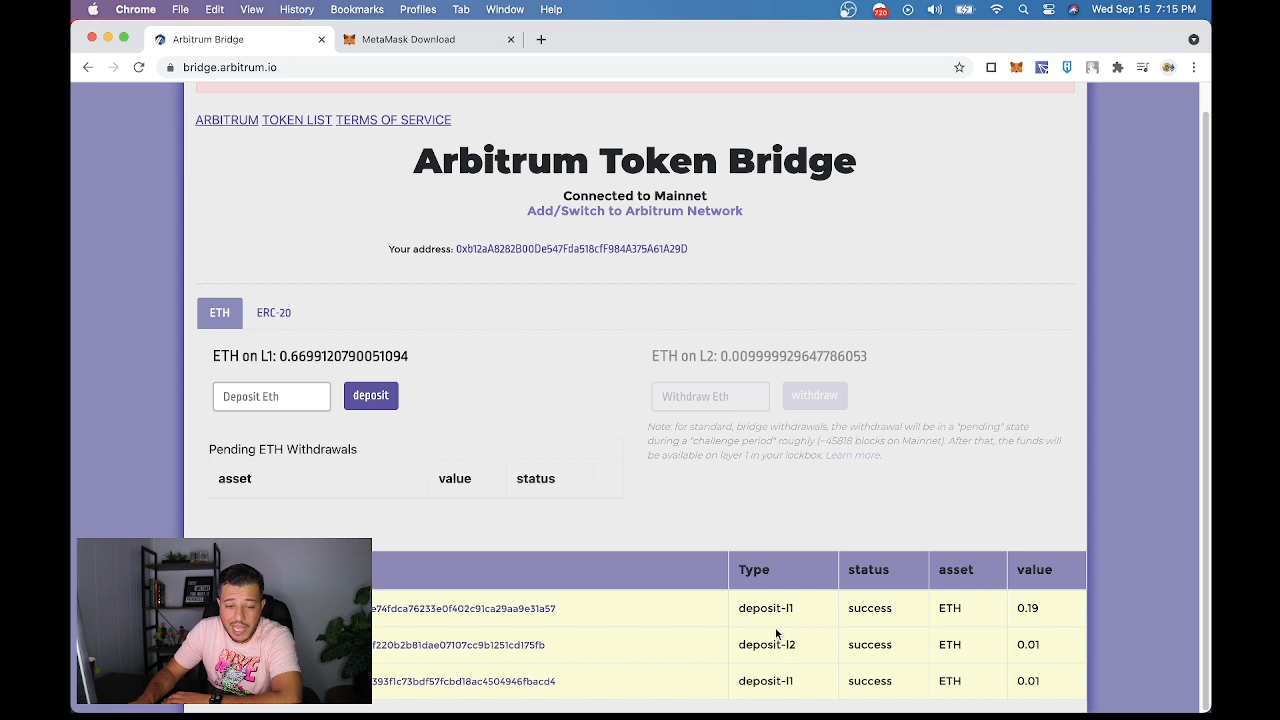 Chrome File Edit View History Bookmarks Profiles Tab Window Help 720 Wed Sep 15 7:15 PM
Arbitrum Bridge MetaMask Download
bridge.arbitrum.io
ARBITRUM TOKEN LIST TERMS OF SERVICE
Arbitrum Token Bridge
Connected to Mainnet
Add/Switch to Arbitrum Network
Your address: 0xb12aA8282B00De547Fda518cfF984A375A61A29D
ETH ERC-20
ETH on L1: 0.6699120790051094 ETH on L2: 0.009999929647786053
Deposit Eth deposit Withdraw Eth withdraw
Note: for standard, bridge withdrawals, the withdrawal will be in a "pending" state
during a "challenge period" roughly (~45818 blocks on Mainnet). After that, the funds will
be available on layer 1 in your lockbox. Learn more.
Pending ETH Withdrawals
asset value status
Type status asset value
e74fdca76233e0f402c91ca29aa9e31a57 deposit-l1 success ETH 0.19
f220b2b81dae07107cc9b1251cd175fb deposit-l2 success ETH 0.01
393f1c73bdf57fcbd18ac4504946fbacd4 deposit-l1 success ETH 0.01